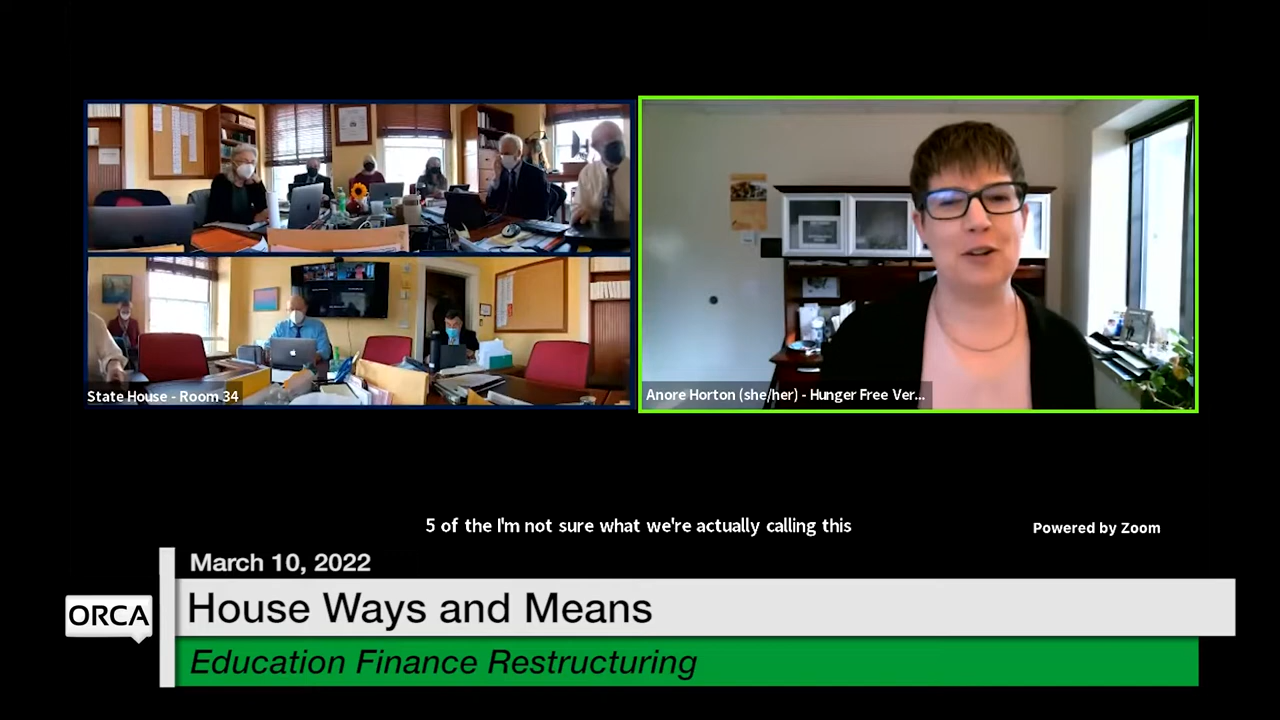 State House - Room 34
Anore Horton (she/her) - Hunger Free Ver...
5 of the I'm not sure what we're actually calling this
Powered by Zoom
March 10, 2022
ORCA
House Ways and Means
Education Finance Restructuring